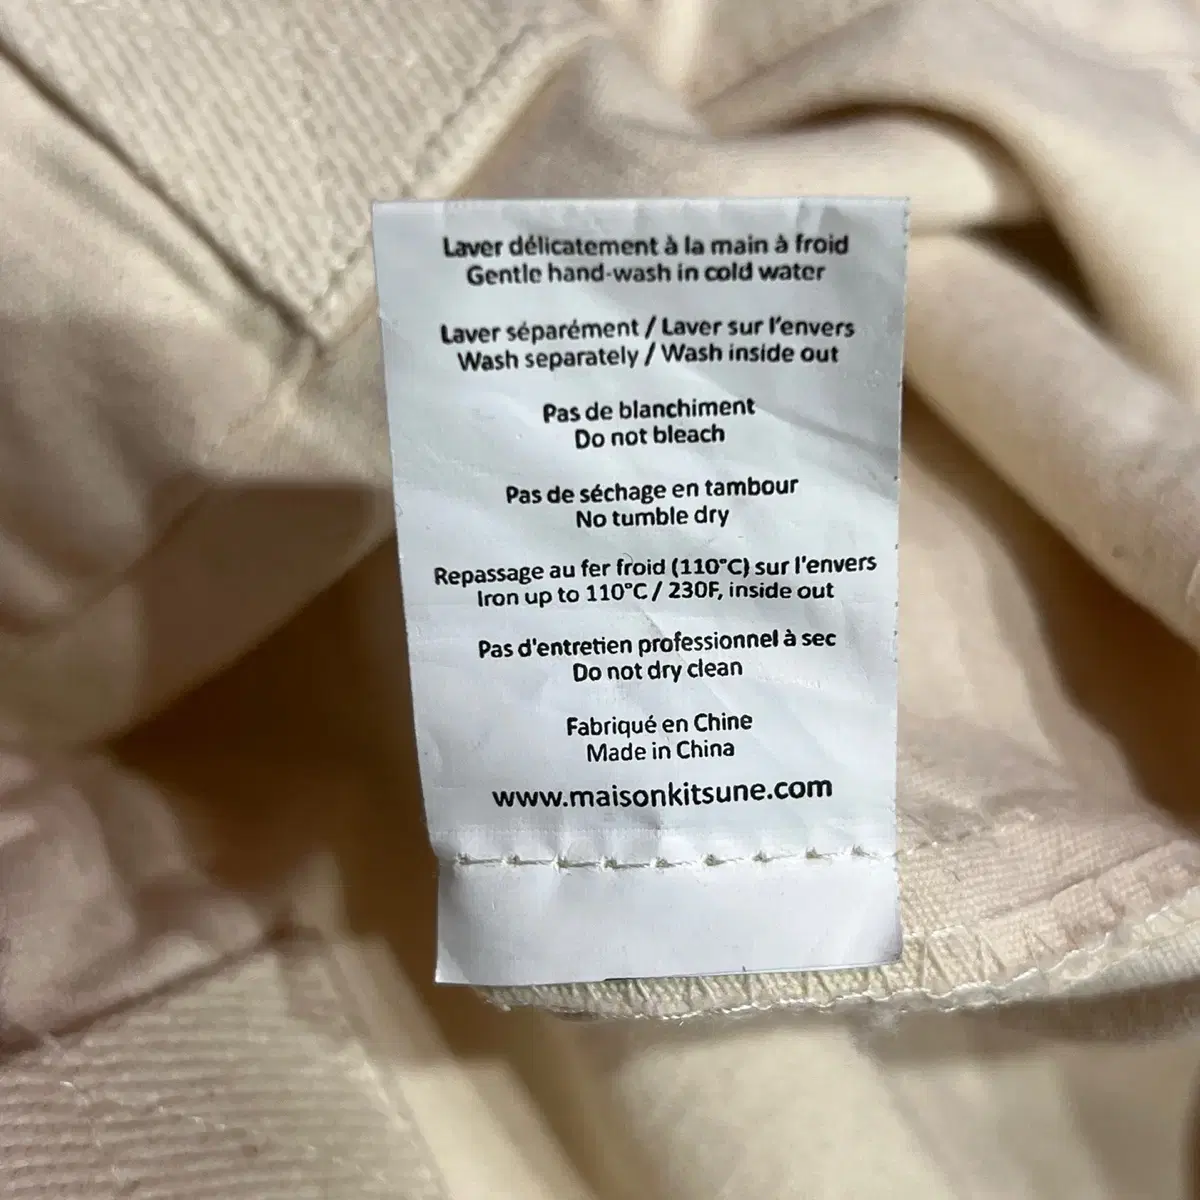 Laver délicatement à la main à froid
Gentle hand-wash in cold water
Laver séparément / Laver sur l'envers
Wash separately / Wash inside out
Pas de blanchiment
Do not bleach
Pas de séchage en tambour
No tumble dry
Repassage au fer froid (110°C) sur l'envers
Iron up to 110°C / 230F, inside out
Pas d'entretien professionnel à sec
Do not dry clean
Fabriqué en Chine
Made in China
www.maisonkitsune.com